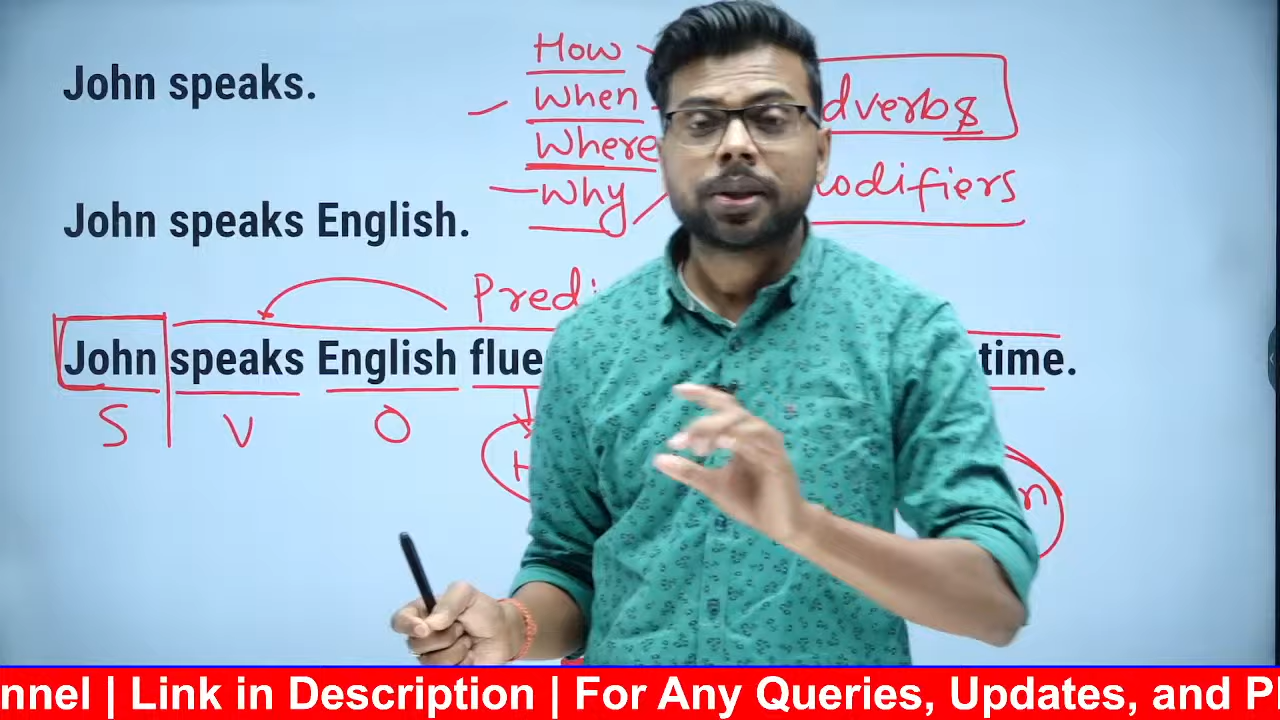 John speaks.
How
When
Where
Why
dverbs
odifiers
John speaks English.
Predi
John speaks English flue time.
S V O
H n
nnel | Link in Description | For Any Queries, Updates, and P